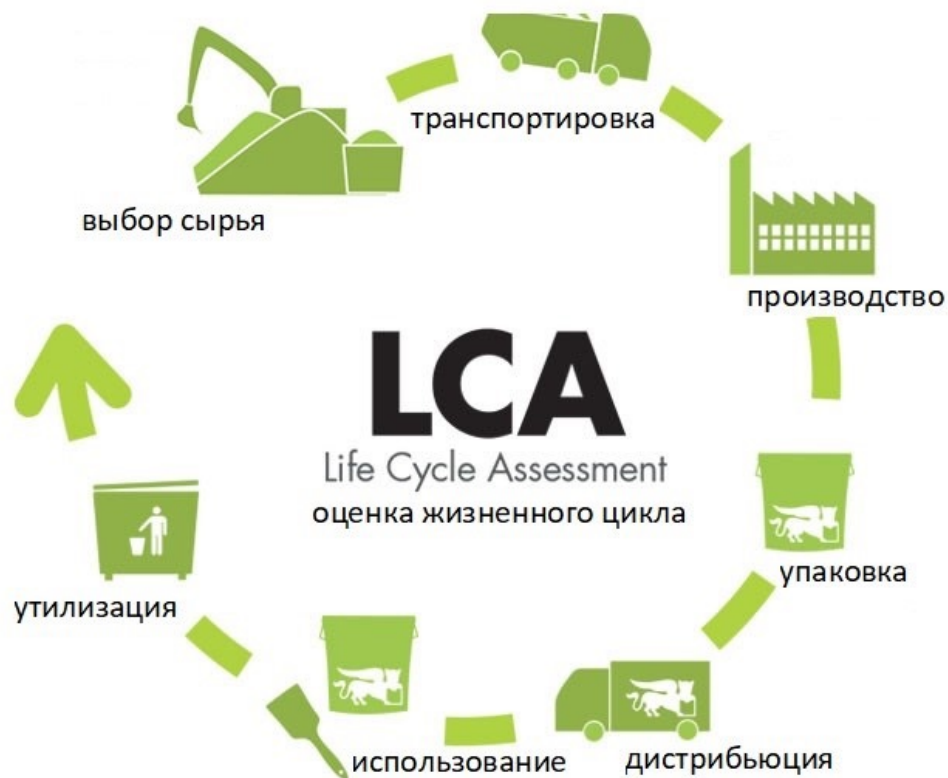 транспортировка
выбор сырья
производство
LCA
Life Cycle Assessment
оценка жизненного цикла
упаковка
утилизация
использование
дистрибьюция